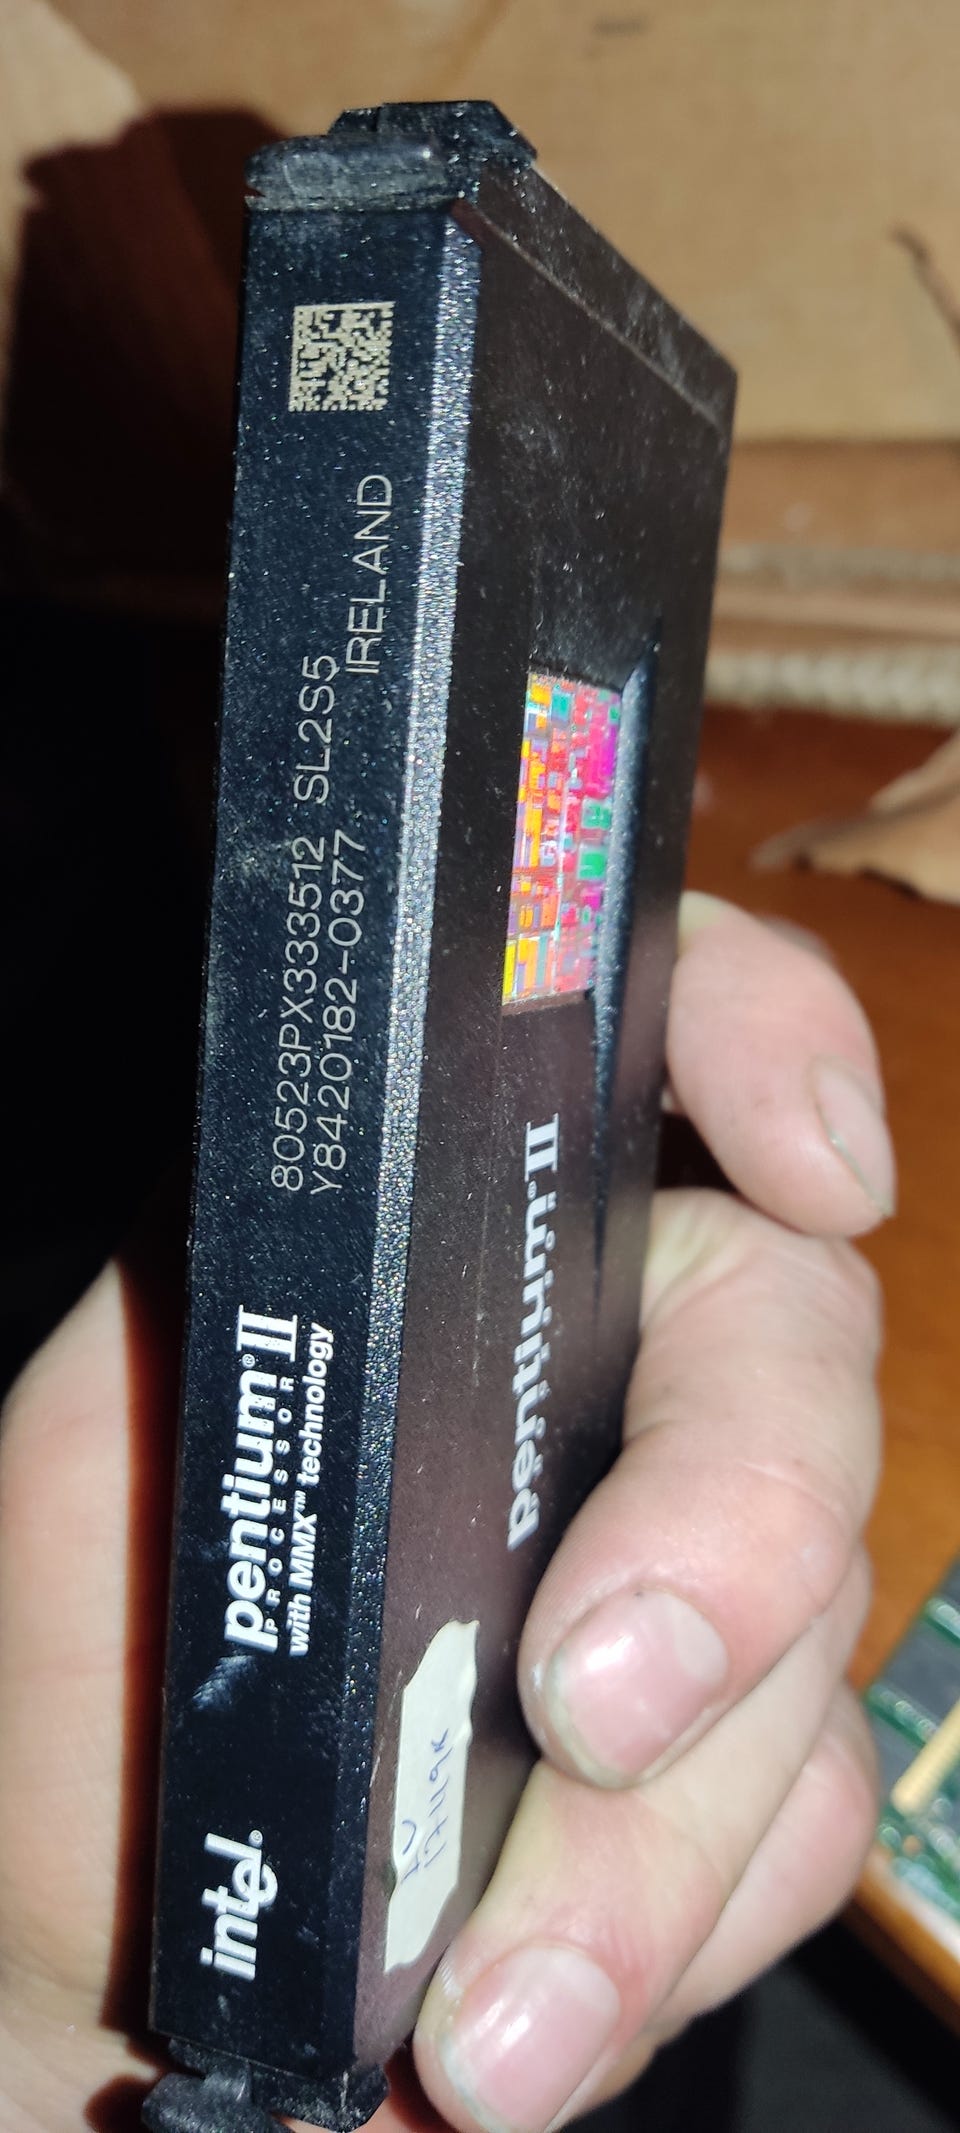 intel®
pentium® II
PROCESSOR
with MMX™ technology
80523PX333512 SL2S5
Y8420182-0377 IRELAND
pentium® II